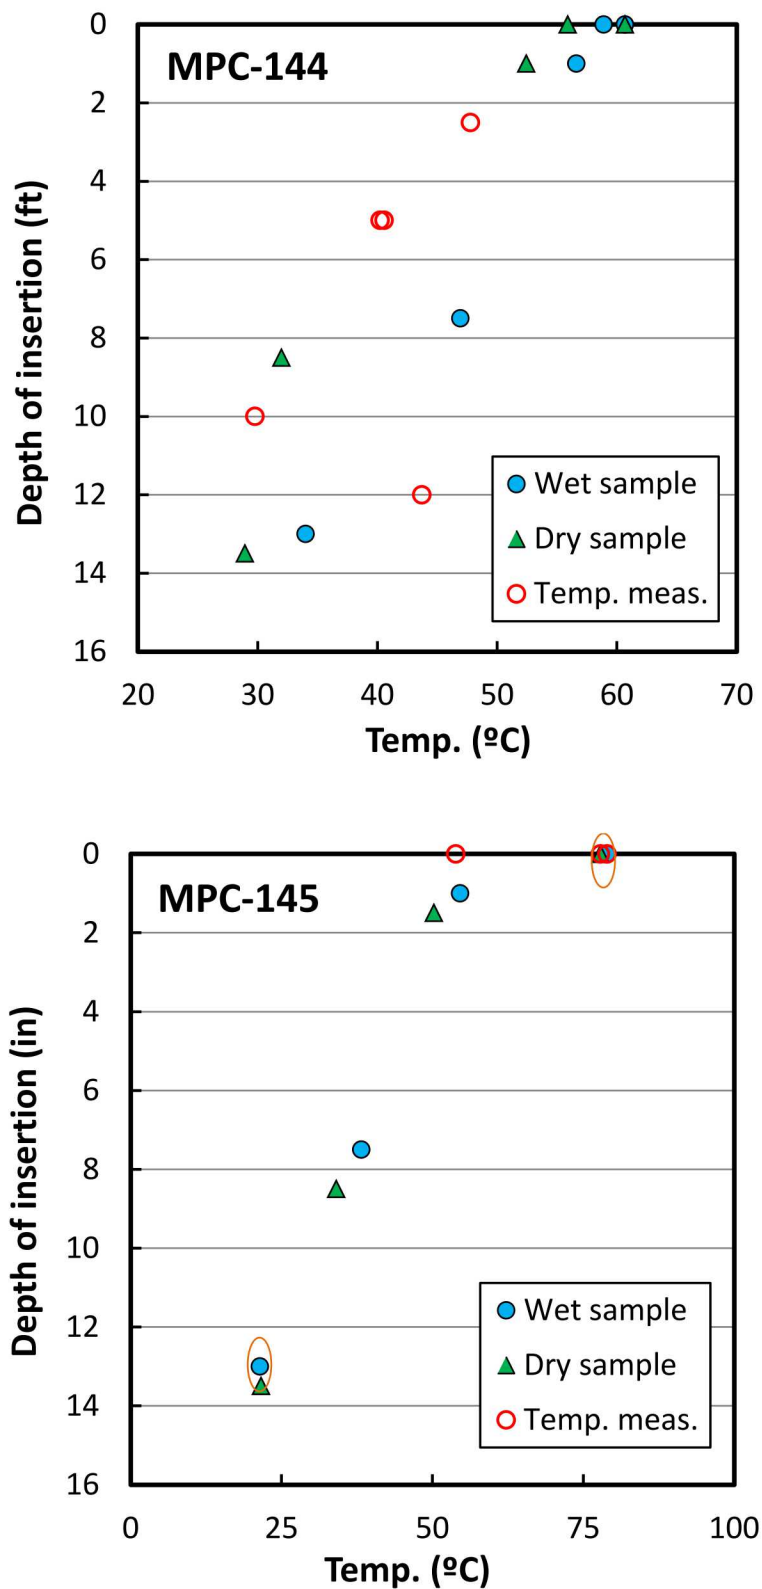 0
MPC-144
2
4
6
8
10
12
14
16
Depth of insertion (ft)
Wet sample
Dry sample
Temp. meas.
20 30 40 50 60 70
Temp. (ºC)
0
MPC-145
2
4
6
8
10
12
14
16
Depth of insertion (in)
Wet sample
Dry sample
Temp. meas.
0 25 50 75 100
Temp. (ºC)